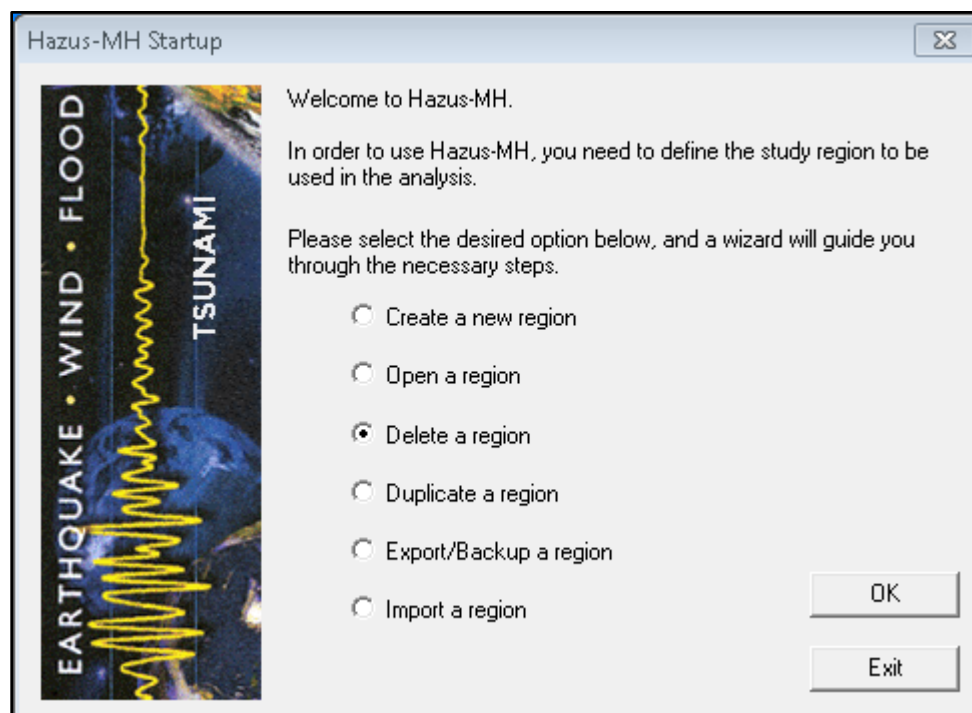 Hazus-MH Startup
EARTHQUAKE • WIND • FLOOD
TSUNAMI
Welcome to Hazus-MH.
In order to use Hazus-MH, you need to define the study region to be
used in the analysis.
Please select the desired option below, and a wizard will guide you
through the necessary steps.
Create a new region
Open a region
Delete a region
Duplicate a region
Export/Backup a region
Import a region
OK
Exit